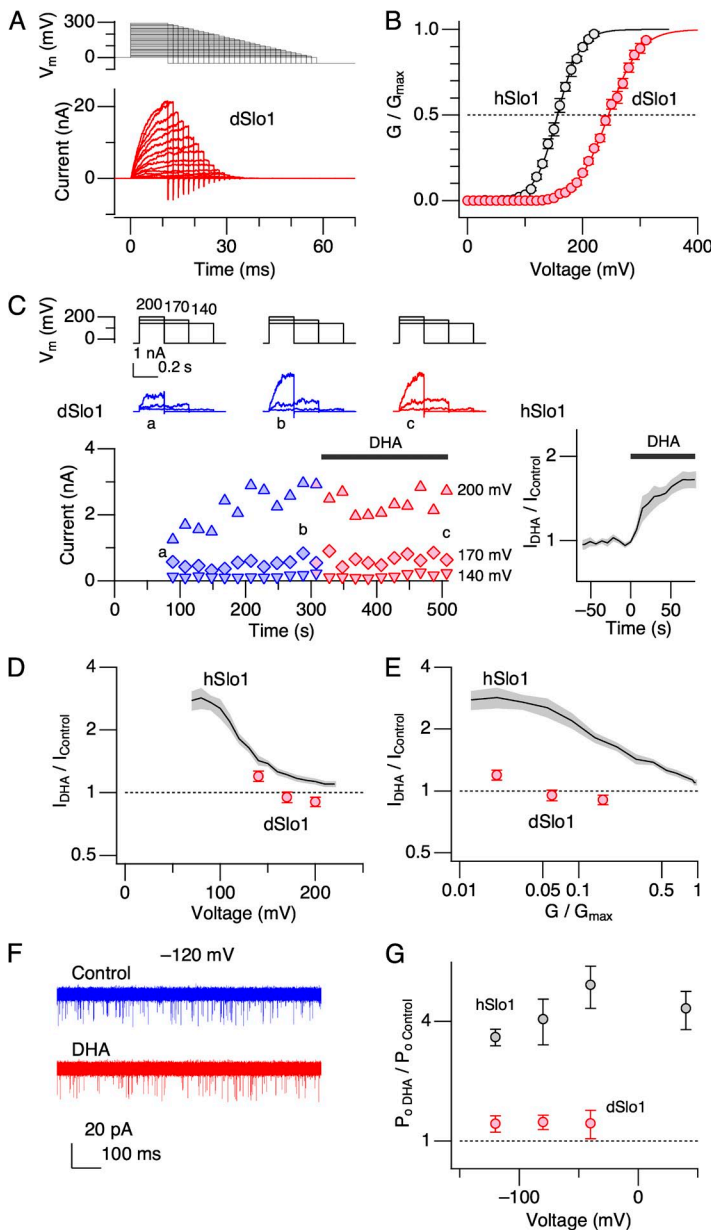 A
V_m (mV)
300
0
Current (nA)
20
0
dSlo1
0 30 60
Time (ms)
B
G / G_max
1.0
0.5
0.0
hSlo1
dSlo1
0 200 400
Voltage (mV)
C
V_m (mV)
200
0
200 170 140
1 nA
0.2 s
dSlo1
a
b
c
hSlo1
DHA
Current (nA)
4
2
0
a
b
c
200 mV
170 mV
140 mV
0 100 200 300 400 500
Time (s)
DHA
I_DHA / I_Control
2
1
−50 0 50
Time (s)
D
I_DHA / I_Control
4
2
1
0.5
hSlo1
dSlo1
0 100 200
Voltage (mV)
E
I_DHA / I_Control
4
2
1
0.5
hSlo1
dSlo1
0.01 0.05 0.1 0.5 1
G / G_max
F
−120 mV
Control
DHA
20 pA
100 ms
G
P_o DHA / P_o Control
4
1
hSlo1
dSlo1
−100 0
Voltage (mV)